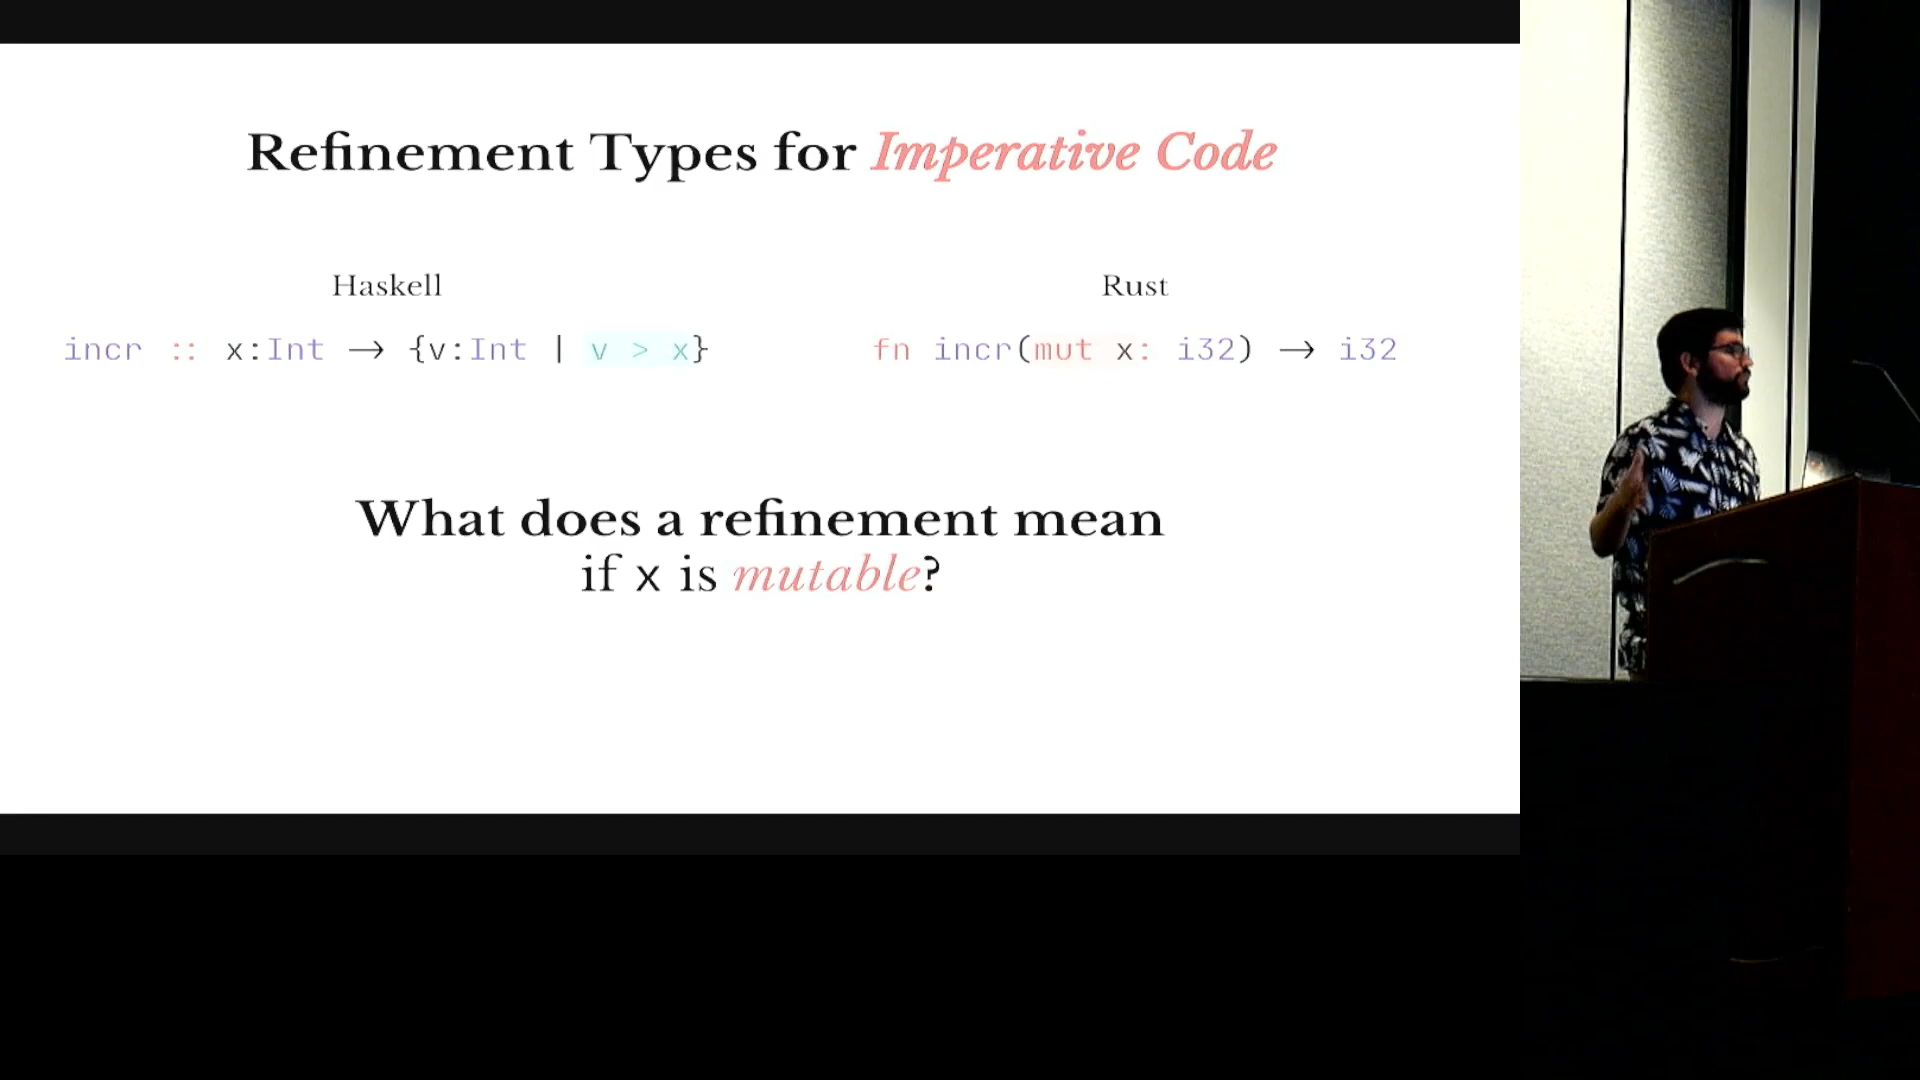 Refinement Types for Imperative Code
Haskell
Rust
incr :: x:Int → {v:Int | v > x}
fn incr(mut x: i32) → i32
What does a refinement mean
if x is mutable?